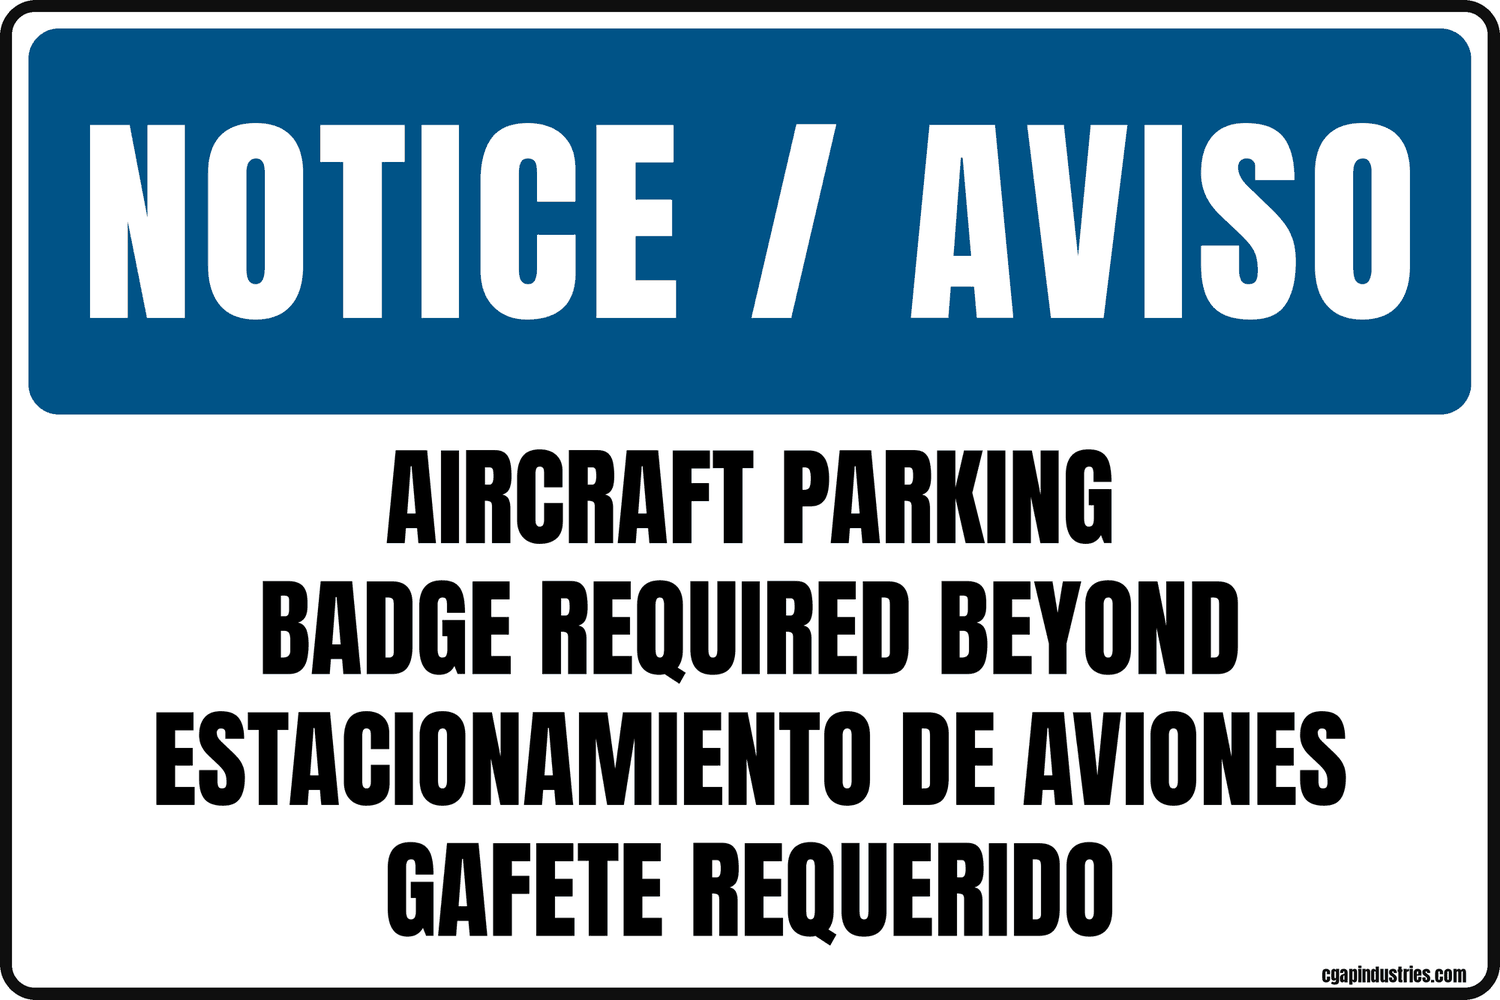 NOTICE / AVISO
AIRCRAFT PARKING
BADGE REQUIRED BEYOND
ESTACIONAMIENTO DE AVIONES
GAFETE REQUERIDO
cgapindustries.com